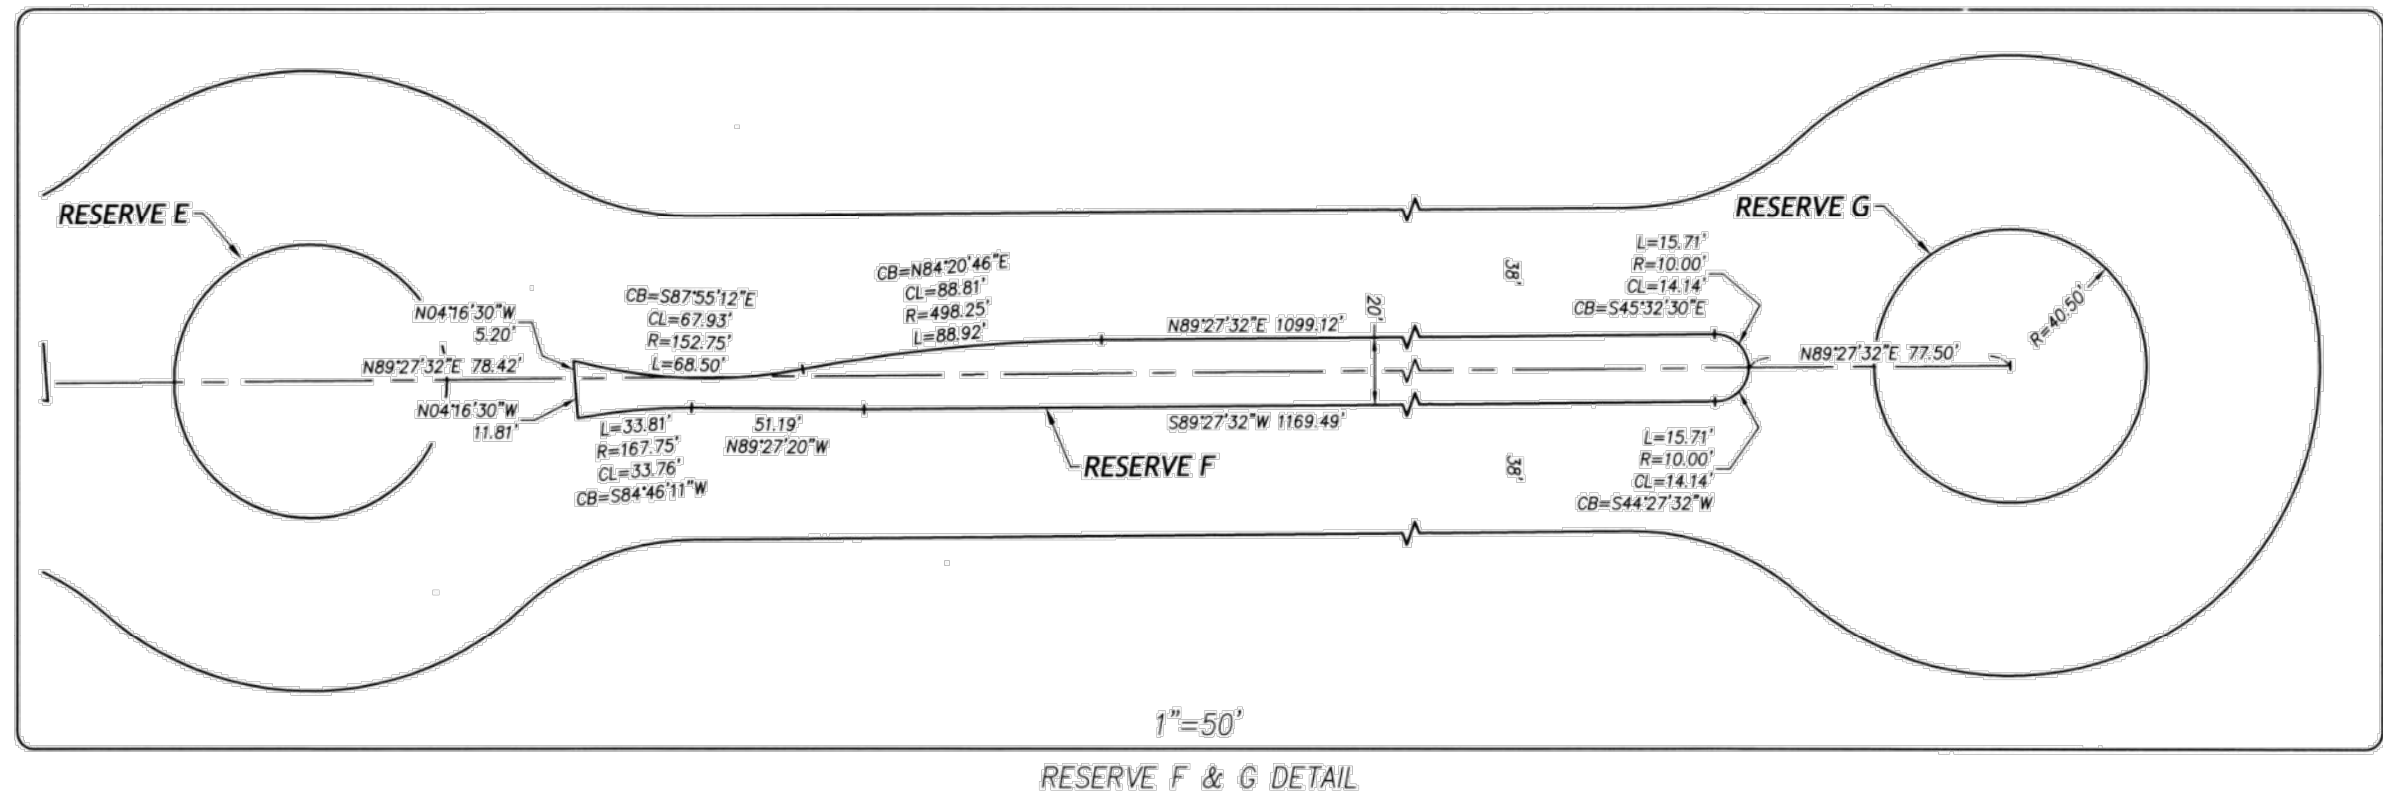 RESERVE E
RESERVE G
N04°16'30"W
5.20'
N89°27'32"E 78.42'
N04°16'30"W
11.81'
CB=S87°55'12"E
CL=67.93'
R=152.75'
L=68.50'
CB=N84°20'46"E
CL=88.81'
R=498.25'
L=88.92'
L=33.81'
R=167.75'
CL=33.76'
CB=S84°46'11"W
51.19'
N89°27'20"W
N89°27'32"E 1099.12'
20'
S89°27'32"W 1169.49'
RESERVE F
38'
38'
L=15.71'
R=10.00'
CL=14.14'
CB=S45°32'30"E
L=15.71'
R=10.00'
CL=14.14'
CB=S44°27'32"W
N89°27'32"E 77.50'
R=40.50'
1"=50'
RESERVE F & G DETAIL